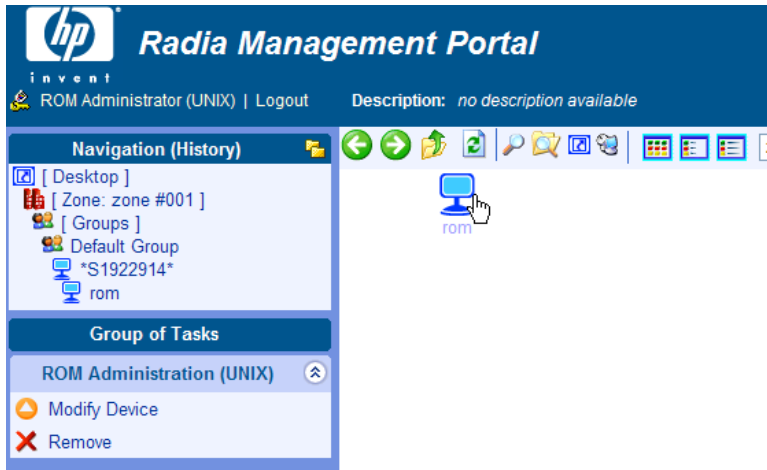 hp
Radia Management Portal
invent
ROM Administrator (UNIX) | Logout
Description: no description available
Navigation (History)
[ Desktop ]
[ Zone: zone #001 ]
[ Groups ]
Default Group
*S1922914*
rom
Group of Tasks
ROM Administration (UNIX)
Modify Device
Remove
rom